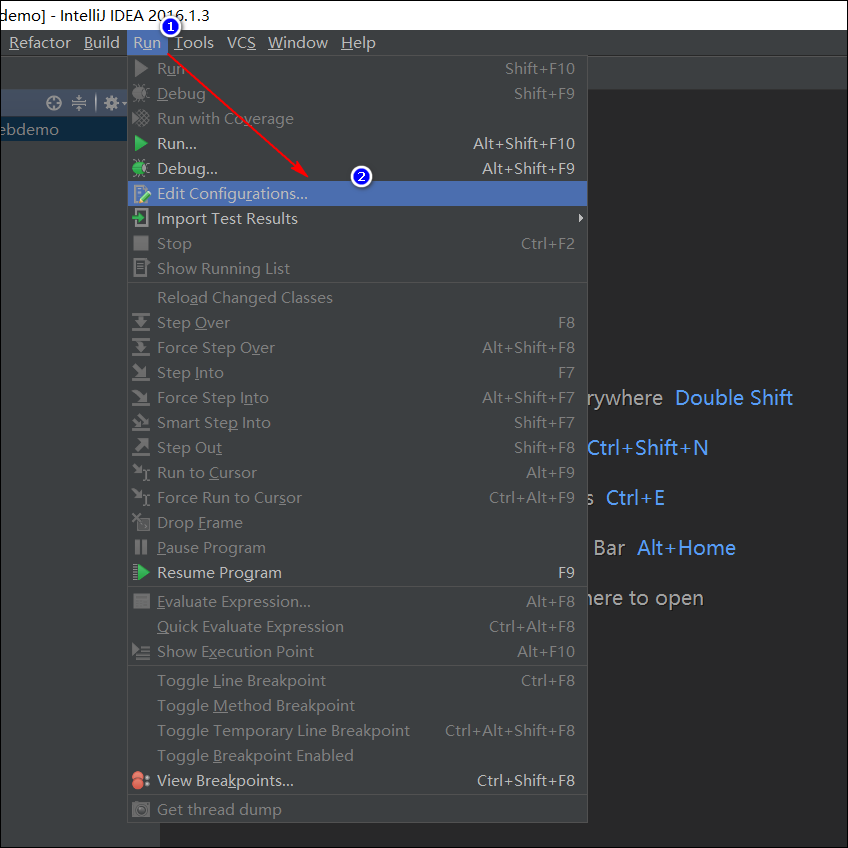 demo] - IntelliJ IDEA 2016.1.3
1
Refactor Build Run Tools VCS Window Help
Run Shift+F10
Debug Shift+F9
Run with Coverage
ebdemo
Run... Alt+Shift+F10
Debug... Alt+Shift+F9
2
Edit Configurations...
Import Test Results
Stop Ctrl+F2
Show Running List
Reload Changed Classes
Step Over F8
Force Step Over Alt+Shift+F8
Step Into F7
Force Step Into Alt+Shift+F7
rywhere Double Shift
Smart Step Into Shift+F7
Step Out Shift+F8
Ctrl+Shift+N
Run to Cursor Alt+F9
Force Run to Cursor Ctrl+Alt+F9
s Ctrl+E
Drop Frame
Pause Program
Bar Alt+Home
Resume Program F9
Evaluate Expression... Alt+F8
here to open
Quick Evaluate Expression Ctrl+Alt+F8
Show Execution Point Alt+F10
Toggle Line Breakpoint Ctrl+F8
Toggle Method Breakpoint
Toggle Temporary Line Breakpoint Ctrl+Alt+Shift+F8
Toggle Breakpoint Enabled
View Breakpoints... Ctrl+Shift+F8
Get thread dump